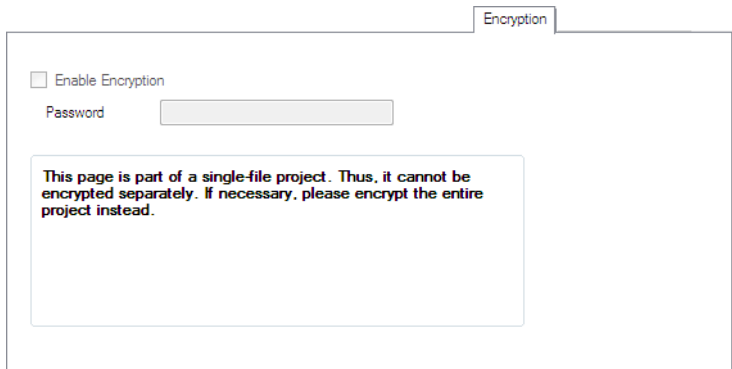 Encryption
Enable Encryption
Password
This page is part of a single-file project. Thus, it cannot be
encrypted separately. If necessary, please encrypt the entire
project instead.